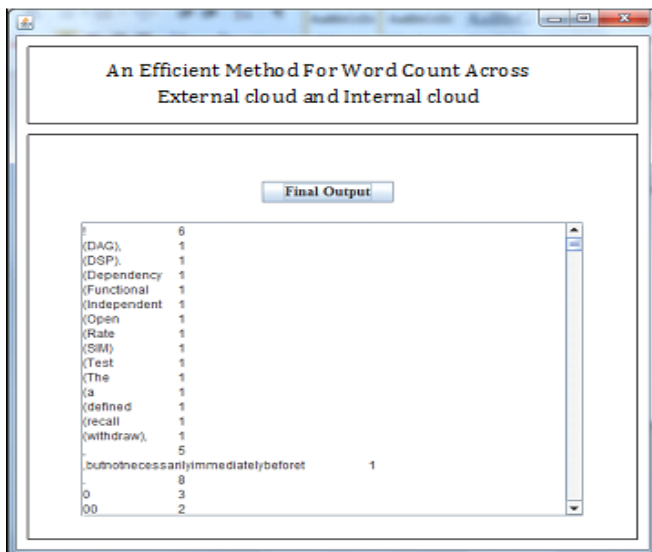 An Efficient Method For Word Count Across
External cloud and Internal cloud
Final Output
! 6
(DAG), 1
(DSP). 1
(Dependency 1
(Functional 1
(Independent 1
(Open 1
(Rate 1
(SIM) 1
(Test 1
(The 1
(a 1
(defined 1
(recall 1
(withdraw), 1
, 5
,butnotnecessarilyimmediatelybeforet 1
. 8
0 3
00 2